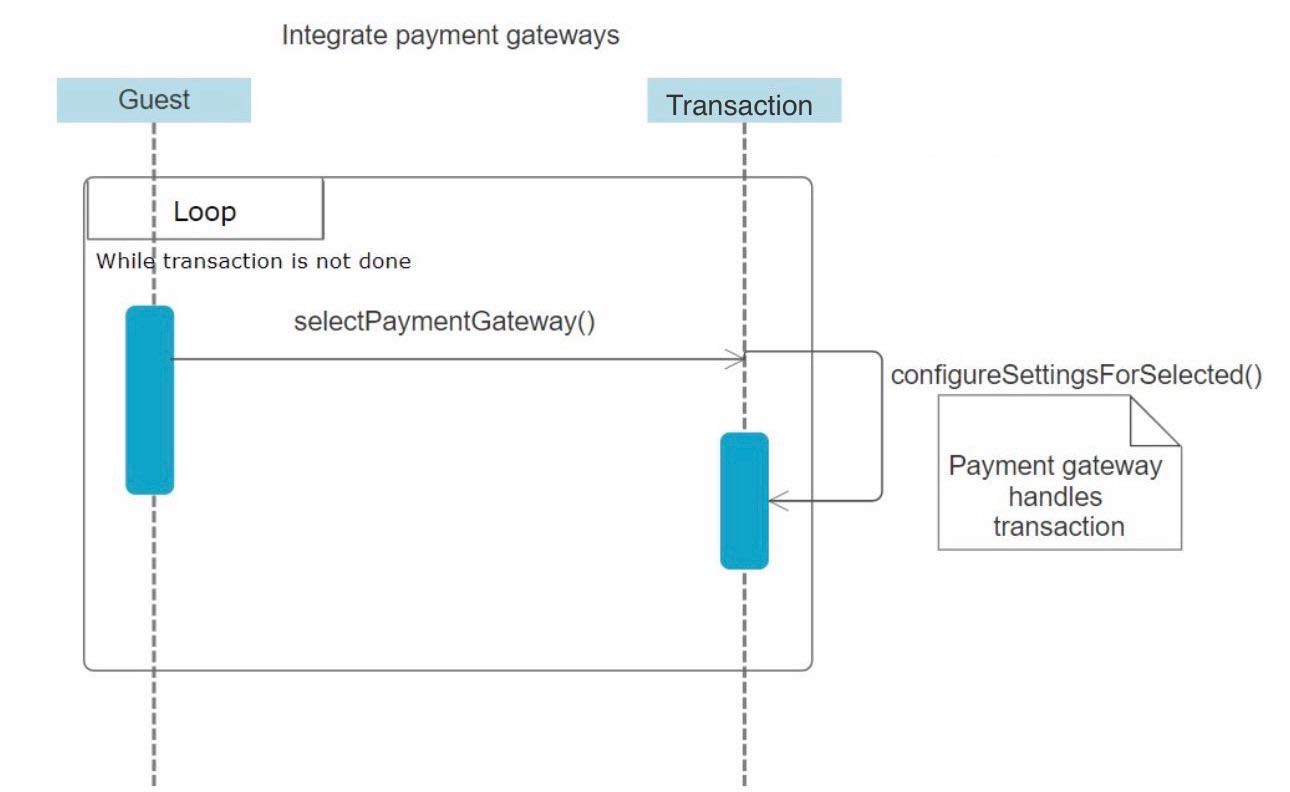 Integrate payment gateways
Guest
Transaction
Loop
While transaction is not done
selectPaymentGateway()
configureSettingsForSelected()
Payment gateway
handles
transaction